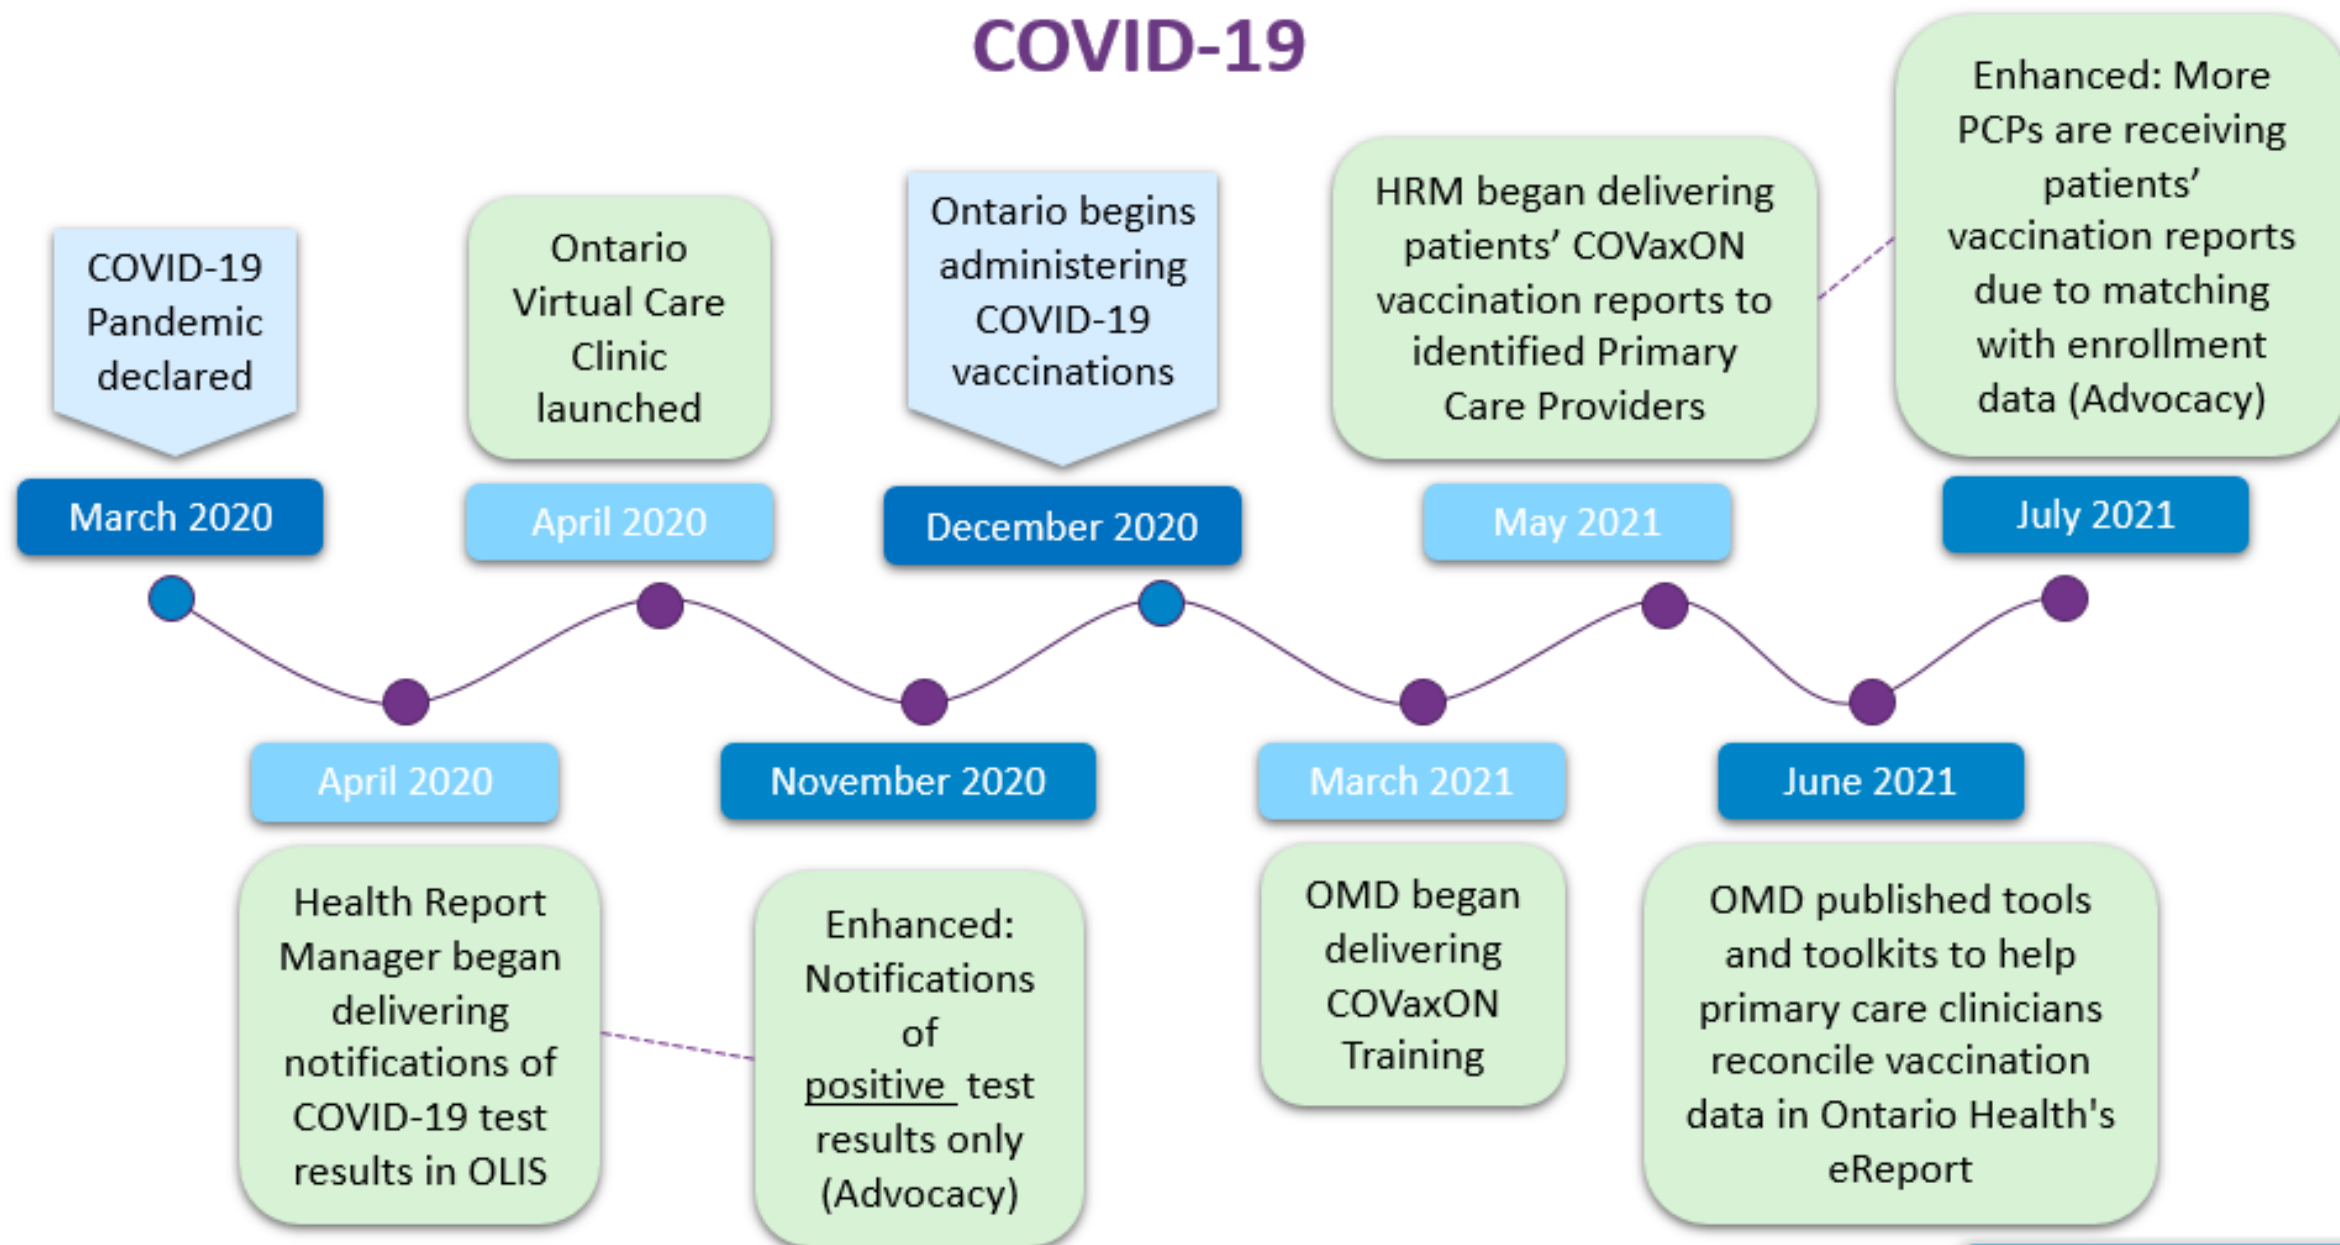 COVID-19
COVID-19
Pandemic
declared
March 2020
Ontario
Virtual Care
Clinic
launched
April 2020
Ontario begins
administering
COVID-19
vaccinations
December 2020
HRM began delivering
patients’ COVaxON
vaccination reports to
identified Primary
Care Providers
May 2021
Enhanced: More
PCPs are receiving
patients’
vaccination reports
due to matching
with enrollment
data (Advocacy)
July 2021
April 2020
Health Report
Manager began
delivering
notifications of
COVID-19 test
results in OLIS
November 2020
Enhanced:
Notifications
of
positive test
results only
(Advocacy)
March 2021
OMD began
delivering
COVaxON
Training
June 2021
OMD published tools
and toolkits to help
primary care clinicians
reconcile vaccination
data in Ontario Health's
eReport